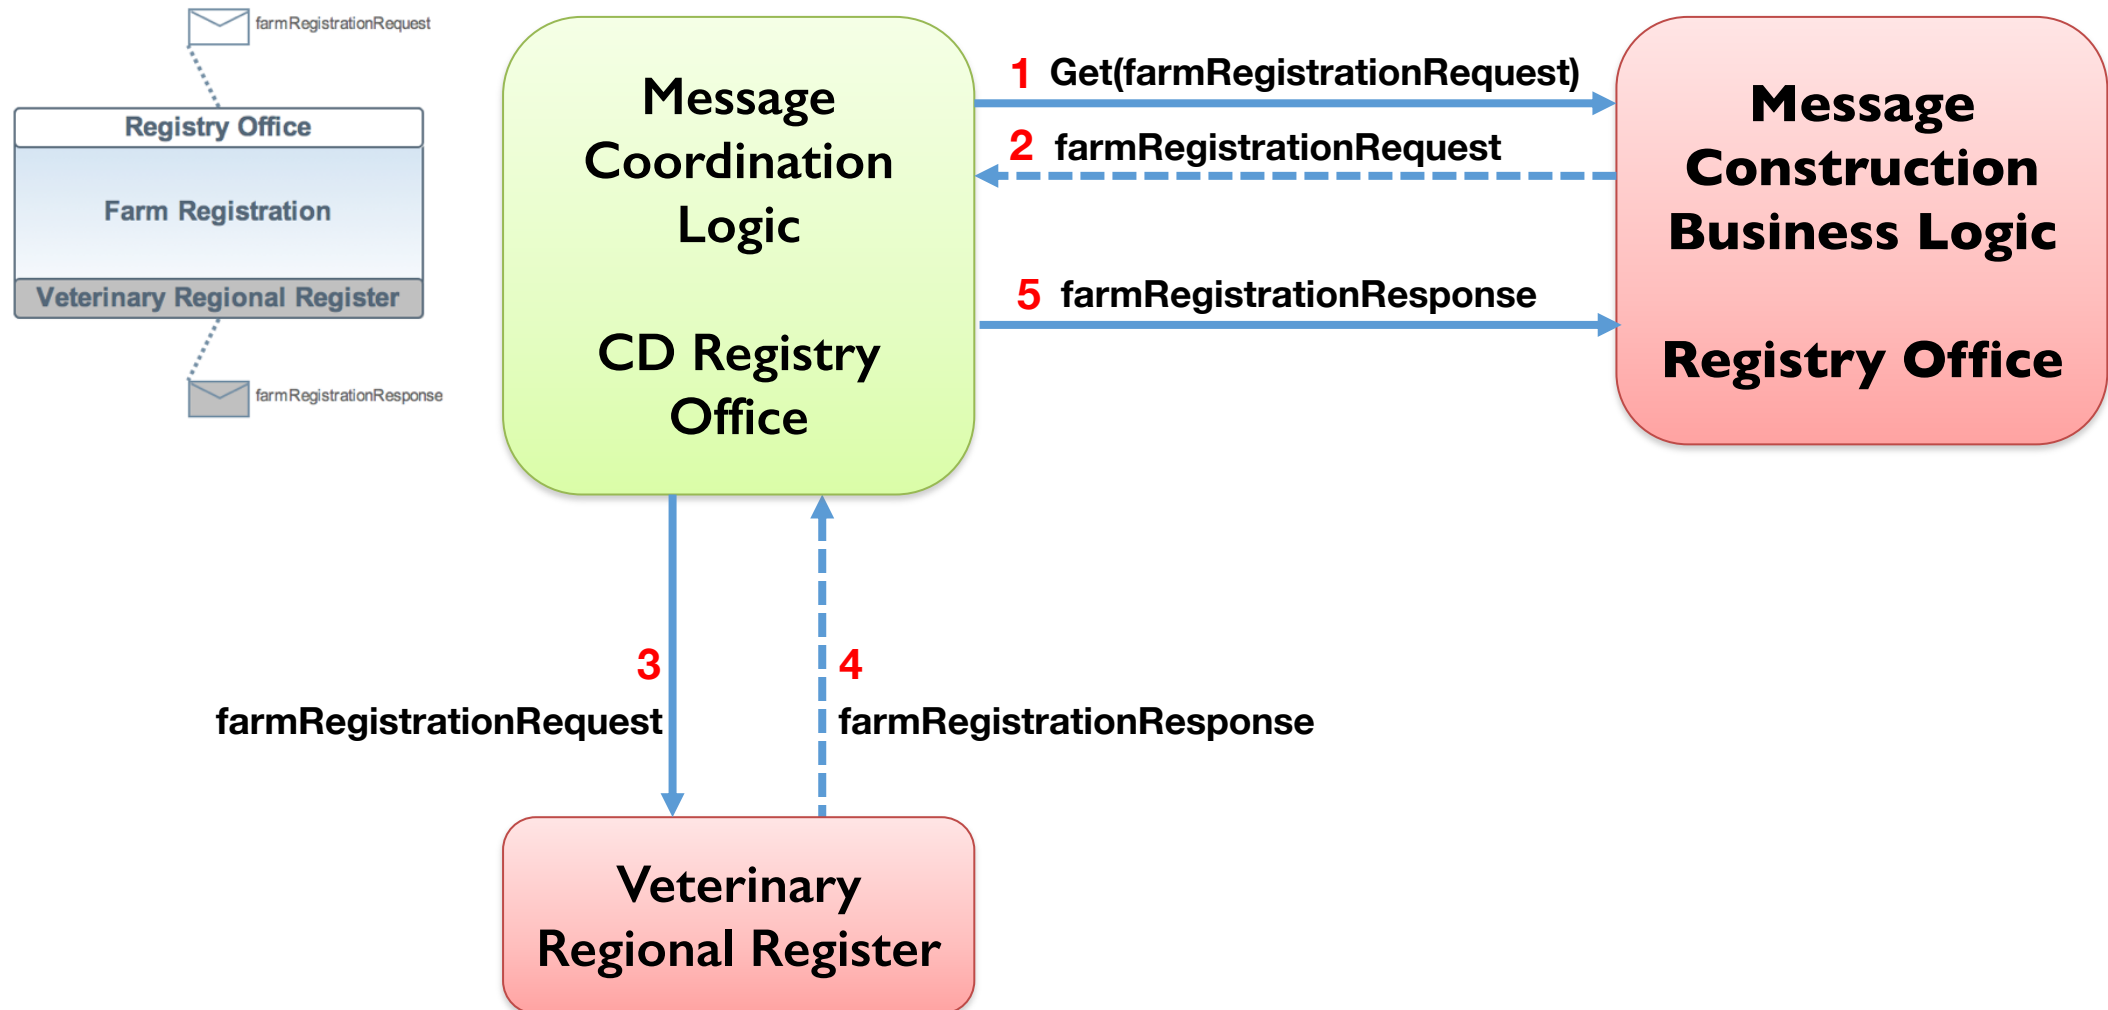 farmRegistrationRequest
Registry Office
Farm Registration
Veterinary Regional Register
farmRegistrationResponse
Message
Coordination
Logic
CD Registry
Office
1 Get(farmRegistrationRequest)
2 farmRegistrationRequest
5 farmRegistrationResponse
Message
Construction
Business Logic
Registry Office
3
farmRegistrationRequest
4
farmRegistrationResponse
Veterinary
Regional Register